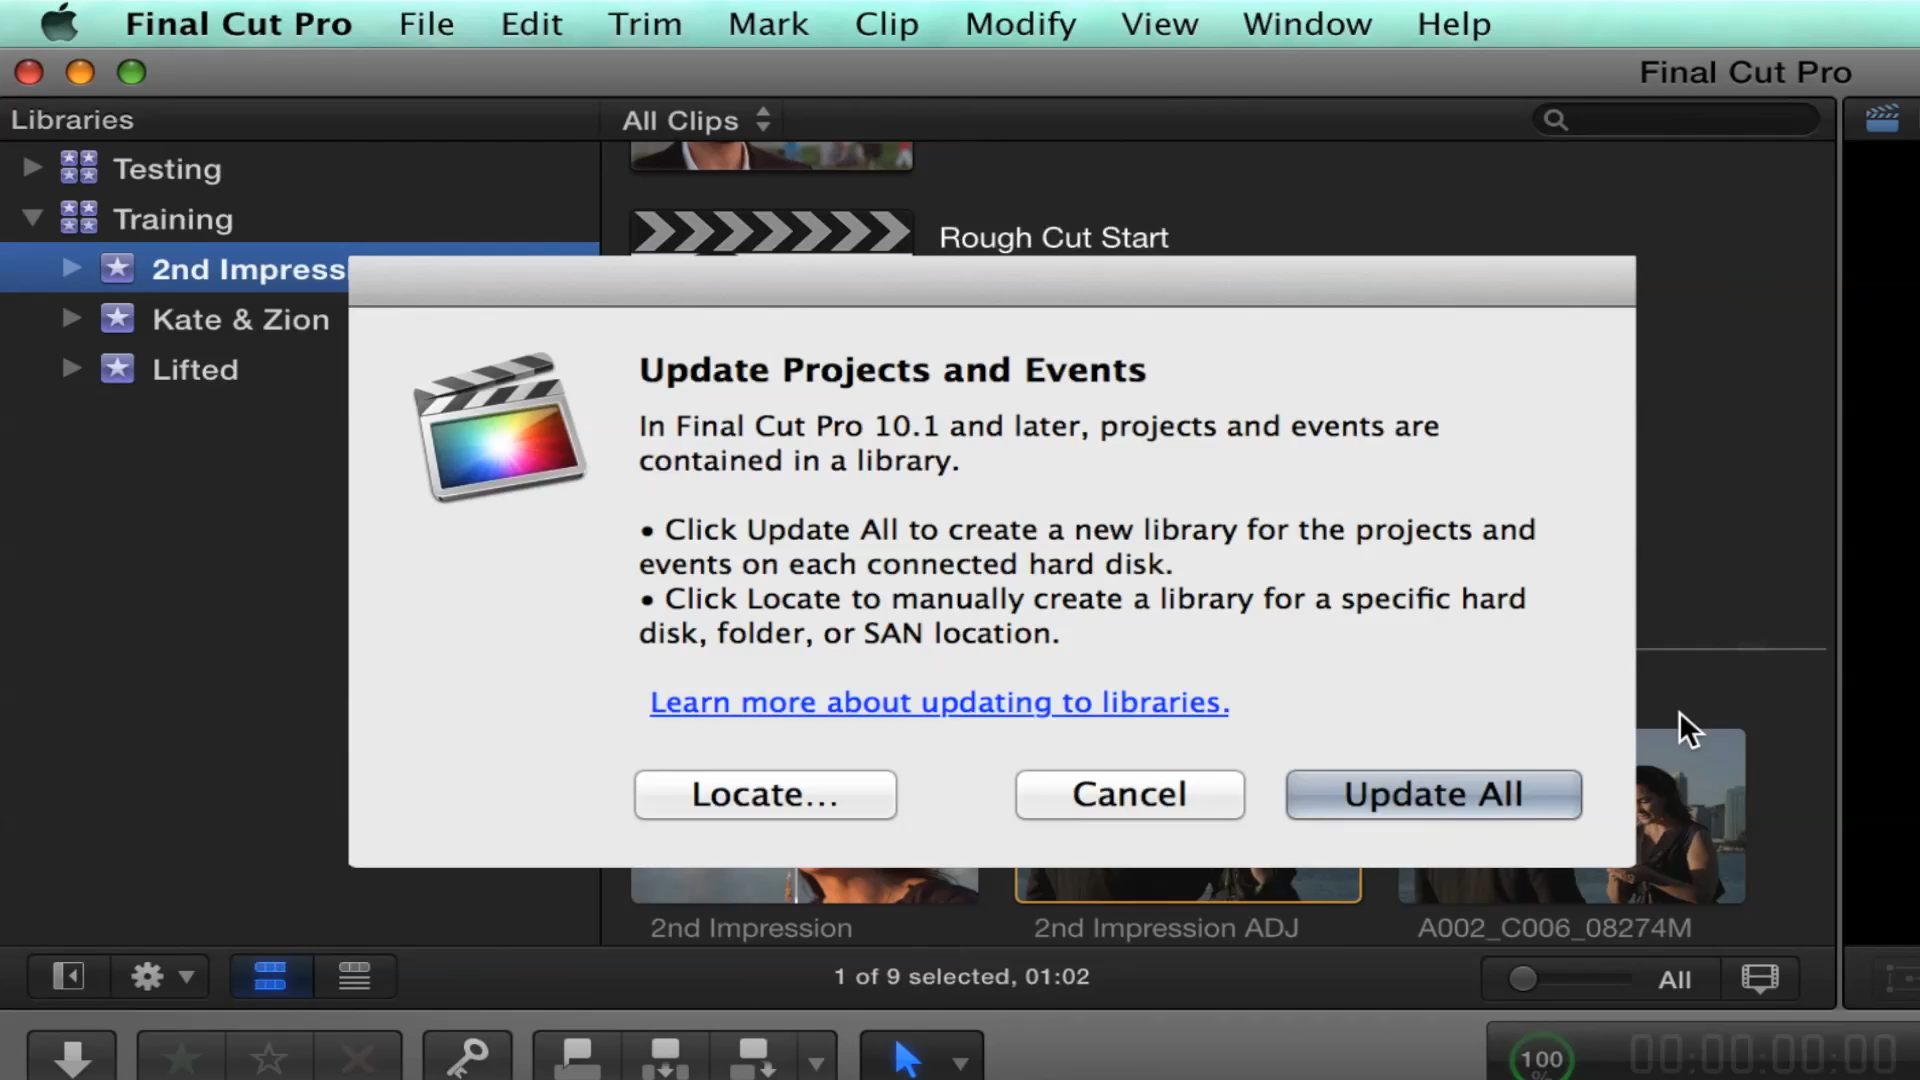 Final Cut Pro File Edit Trim Mark Clip Modify View Window Help
Final Cut Pro
Libraries
All Clips
Testing
Training
2nd Impress
Kate & Zion
Lifted
Rough Cut Start
Update Projects and Events
In Final Cut Pro 10.1 and later, projects and events are
contained in a library.
• Click Update All to create a new library for the projects and
events on each connected hard disk.
• Click Locate to manually create a library for a specific hard
disk, folder, or SAN location.
Learn more about updating to libraries.
Locate...
Cancel
Update All
2nd Impression
2nd Impression ADJ
A002_C006_08274M
1 of 9 selected, 01:02
All
100
%
00:00:00:00